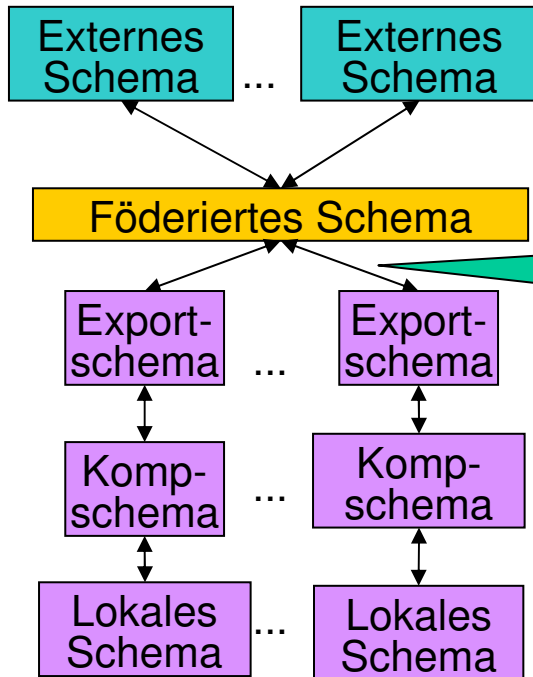 Externes
Schema
...
Externes
Schema
Föderiertes Schema
Export-
schema
...
Export-
schema
Komp-
schema
...
Komp-
schema
Lokales
Schema
...
Lokales
Schema